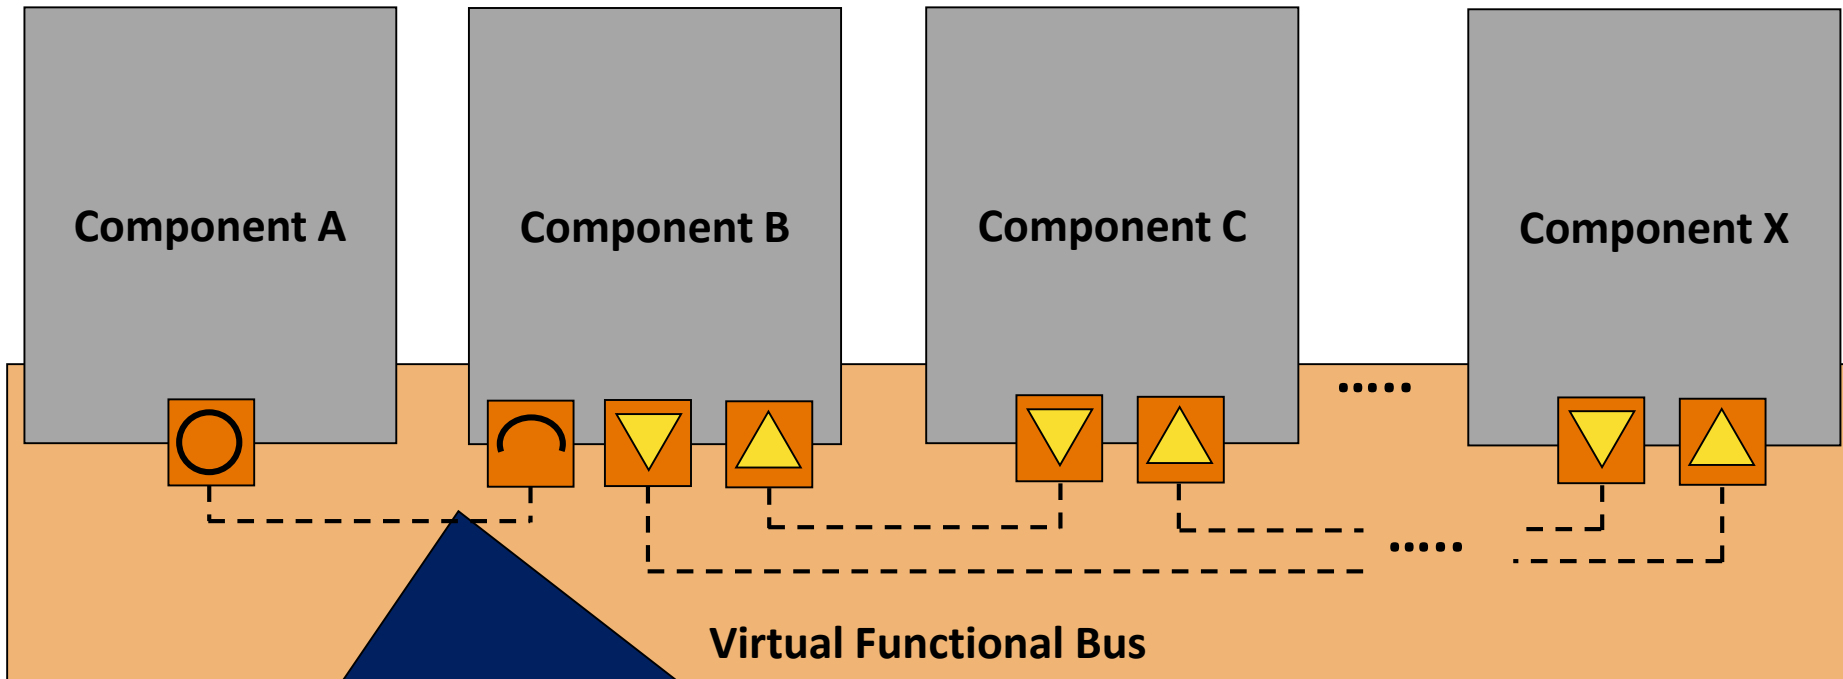 Component A
Component B
Component C
Component X
.....
.....
Virtual Functional Bus